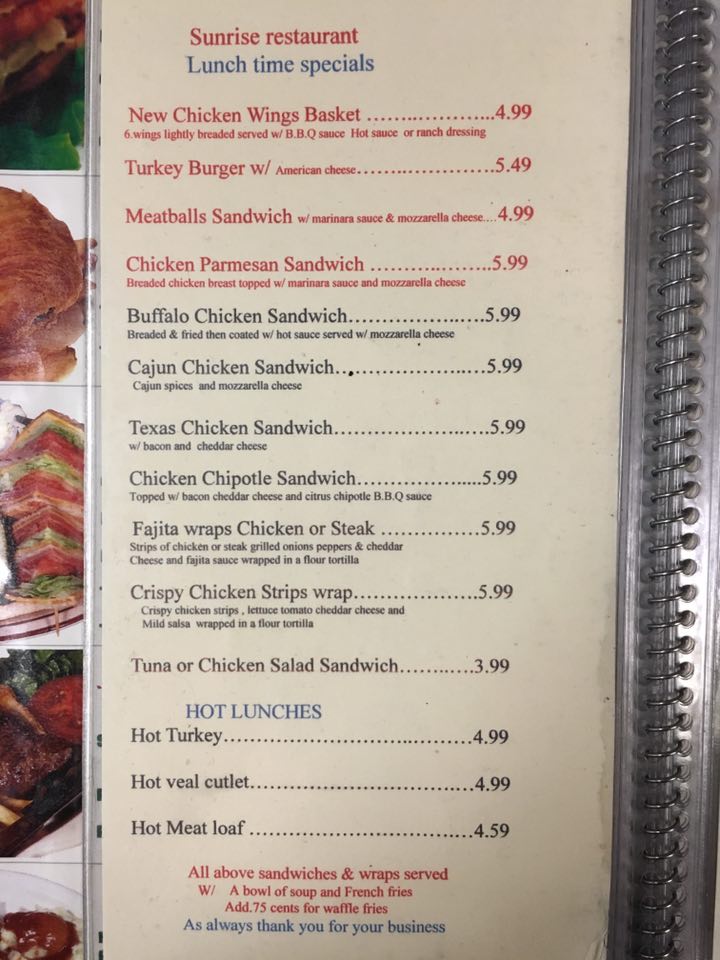 Sunrise restaurant
Lunch time specials
New Chicken Wings Basket ……..………...4.99
6.wings lightly breaded served w/ B.B.Q sauce Hot sauce or ranch dressing
Turkey Burger w/ American cheese……..………….5.49
Meatballs Sandwich w/ marinara sauce & mozzarella cheese....4.99
Chicken Parmesan Sandwich ………..……..5.99
Breaded chicken breast topped w/ marinara sauce and mozzarella cheese
Buffalo Chicken Sandwich……………..….5.99
Breaded & fried then coated w/ hot sauce served w/ mozzarella cheese
Cajun Chicken Sandwich..………………..….5.99
Cajun spices and mozzarella cheese
Texas Chicken Sandwich…………………..….5.99
w/ bacon and cheddar cheese
Chicken Chipotle Sandwich…………….....5.99
Topped w/ bacon cheddar cheese and citrus chipotle B.B.Q sauce
Fajita wraps Chicken or Steak ……………5.99
Strips of chicken or steak grilled onions peppers & cheddar
Cheese and fajita sauce wrapped in a flour tortilla
Crispy Chicken Strips wrap………………..5.99
Crispy chicken strips , lettuce tomato cheddar cheese and
Mild salsa wrapped in a flour tortilla
Tuna or Chicken Salad Sandwich……..….3.99
HOT LUNCHES
Hot Turkey……………………………..………4.99
Hot veal cutlet…………………………..….4.99
Hot Meat loaf …………………………..….4.59
All above sandwiches & wraps served
W/ A bowl of soup and French fries
Add.75 cents for waffle fries
As always thank you for your business